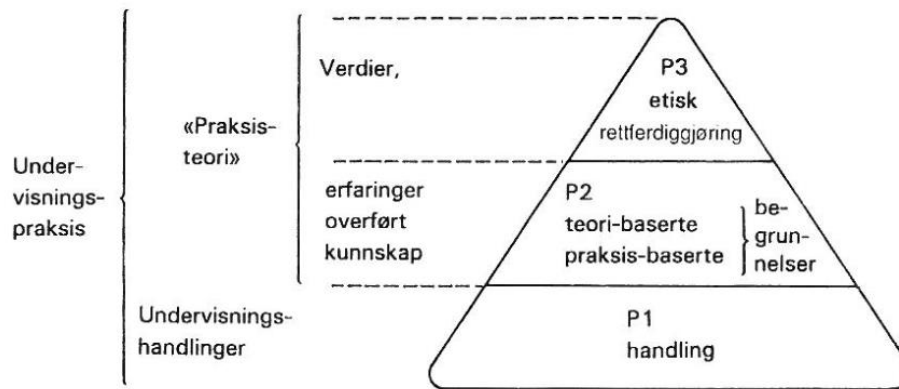 Under-
visnings-
praksis
«Praksis-
teori»
Verdier,
erfaringer
overført
kunnskap
Undervisnings-
handlinger
P3
etisk
rettferdiggjøring
P2
teori-baserte
praksis-baserte
be-
grun-
nelser
P1
handling